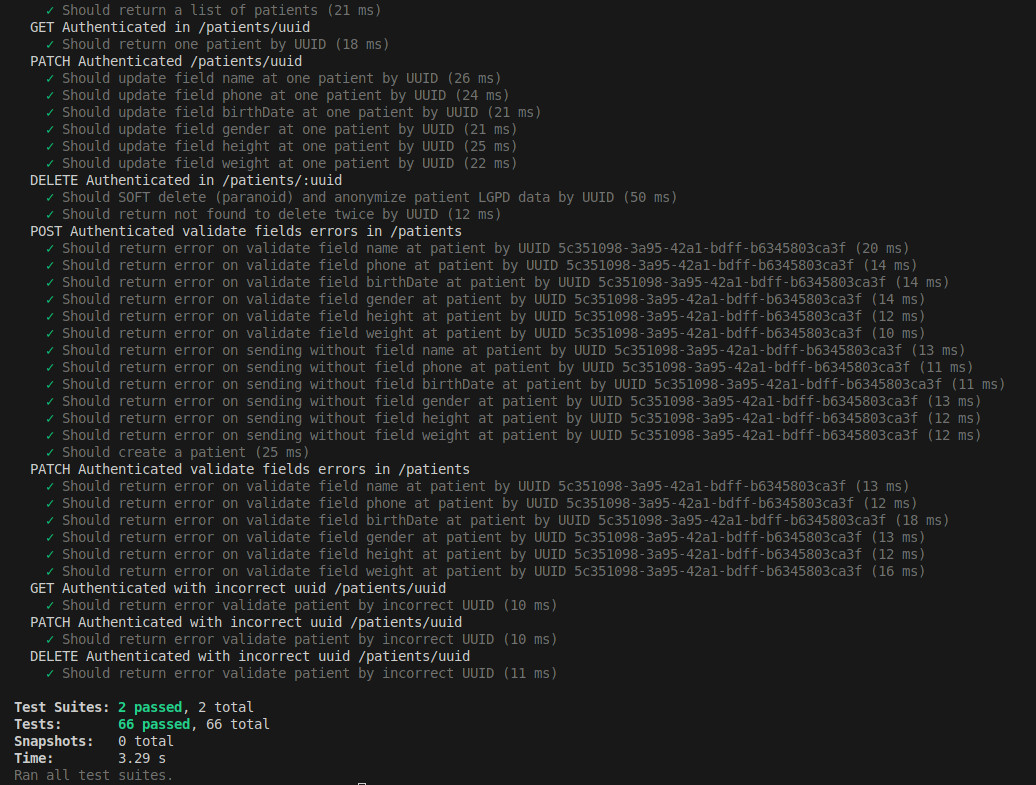 ✓ Should return a list of patients (21 ms)
GET Authenticated in /patients/uuid
✓ Should return one patient by UUID (18 ms)
PATCH Authenticated /patients/uuid
✓ Should update field name at one patient by UUID (26 ms)
✓ Should update field phone at one patient by UUID (24 ms)
✓ Should update field birthDate at one patient by UUID (21 ms)
✓ Should update field gender at one patient by UUID (21 ms)
✓ Should update field height at one patient by UUID (25 ms)
✓ Should update field weight at one patient by UUID (22 ms)
DELETE Authenticated in /patients/:uuid
✓ Should SOFT delete (paranoid) and anonymize patient LGPD data by UUID (50 ms)
✓ Should return not found to delete twice by UUID (12 ms)
POST Authenticated validate fields errors in /patients
✓ Should return error on validate field name at patient by UUID 5c351098-3a95-42a1-bdff-b6345803ca3f (20 ms)
✓ Should return error on validate field phone at patient by UUID 5c351098-3a95-42a1-bdff-b6345803ca3f (14 ms)
✓ Should return error on validate field birthDate at patient by UUID 5c351098-3a95-42a1-bdff-b6345803ca3f (14 ms)
✓ Should return error on validate field gender at patient by UUID 5c351098-3a95-42a1-bdff-b6345803ca3f (14 ms)
✓ Should return error on validate field height at patient by UUID 5c351098-3a95-42a1-bdff-b6345803ca3f (12 ms)
✓ Should return error on validate field weight at patient by UUID 5c351098-3a95-42a1-bdff-b6345803ca3f (10 ms)
✓ Should return error on sending without field name at patient by UUID 5c351098-3a95-42a1-bdff-b6345803ca3f (13 ms)
✓ Should return error on sending without field phone at patient by UUID 5c351098-3a95-42a1-bdff-b6345803ca3f (11 ms)
✓ Should return error on sending without field birthDate at patient by UUID 5c351098-3a95-42a1-bdff-b6345803ca3f (11 ms)
✓ Should return error on sending without field gender at patient by UUID 5c351098-3a95-42a1-bdff-b6345803ca3f (13 ms)
✓ Should return error on sending without field height at patient by UUID 5c351098-3a95-42a1-bdff-b6345803ca3f (12 ms)
✓ Should return error on sending without field weight at patient by UUID 5c351098-3a95-42a1-bdff-b6345803ca3f (12 ms)
✓ Should create a patient (25 ms)
PATCH Authenticated validate fields errors in /patients
✓ Should return error on validate field name at patient by UUID 5c351098-3a95-42a1-bdff-b6345803ca3f (13 ms)
✓ Should return error on validate field phone at patient by UUID 5c351098-3a95-42a1-bdff-b6345803ca3f (12 ms)
✓ Should return error on validate field birthDate at patient by UUID 5c351098-3a95-42a1-bdff-b6345803ca3f (18 ms)
✓ Should return error on validate field gender at patient by UUID 5c351098-3a95-42a1-bdff-b6345803ca3f (13 ms)
✓ Should return error on validate field height at patient by UUID 5c351098-3a95-42a1-bdff-b6345803ca3f (12 ms)
✓ Should return error on validate field weight at patient by UUID 5c351098-3a95-42a1-bdff-b6345803ca3f (16 ms)
GET Authenticated with incorrect uuid /patients/uuid
✓ Should return error validate patient by incorrect UUID (10 ms)
PATCH Authenticated with incorrect uuid /patients/uuid
✓ Should return error validate patient by incorrect UUID (10 ms)
DELETE Authenticated with incorrect uuid /patients/uuid
✓ Should return error validate patient by incorrect UUID (11 ms)
Test Suites: 2 passed, 2 total
Tests: 66 passed, 66 total
Snapshots: 0 total
Time: 3.29 s
Ran all test suites.